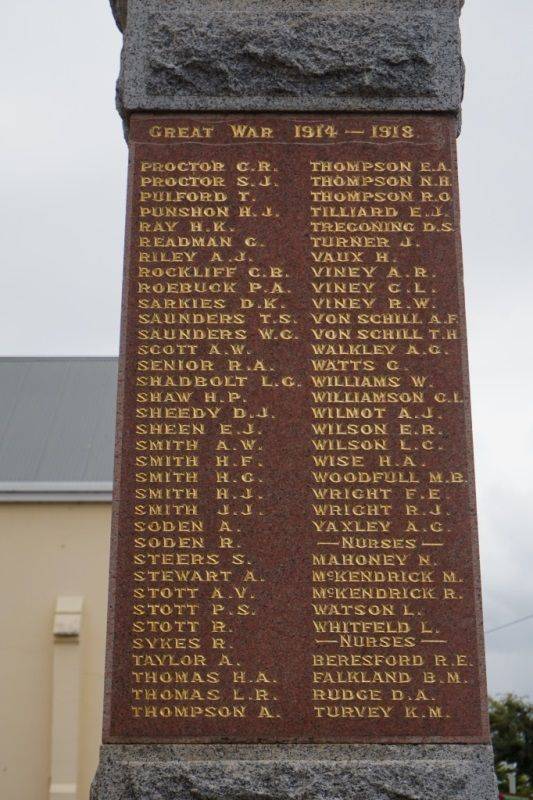 GREAT WAR 1914 — 1918
PROCTOR C.R.
PROCTOR S.J.
PULFORD T.
PUNSHON H.J.
RAY H.K.
READMAN G.
RILEY A.J.
ROCKLIFF C.B.
ROEBUCK P.A.
SARKIES D.K.
SAUNDERS T.S.
SAUNDERS W.G.
SCOTT A.W.
SENIOR R.A.
SHADBOLT L.G.
SHAW H.P.
SHEEDY D.J.
SHEEN E.J.
SMITH A.W.
SMITH H.F.
SMITH H.G.
SMITH H.J.
SMITH J.J.
SODEN A.
SODEN R.
STEERS S.
STEWART A.
STOTT A.V.
STOTT P.S.
STOTT R.
SYKES R.
TAYLOR A.
THOMAS H.A.
THOMAS L.R.
THOMPSON A.
THOMPSON E.A.
THOMPSON N.H.
THOMPSON R.O.
TILLIARD E.J.
TREGONING D.S.
TURNER J.
VAUX H.
VINEY A.R.
VINEY C.L.
VINEY R.W.
VON SCHILL A.F.
VON SCHILL T.H.
WALKLEY A.G.
WATTS C.
WILLIAMS W.
WILLIAMSON C.L.
WILMOT A.J.
WILSON E.R.
WILSON L.C.
WISE H.A.
WOODFULL M.B.
WRIGHT F.E.
WRIGHT R.J.
YAXLEY A.G.
— NURSES —
MAHONEY N.
McKENDRICK M.
McKENDRICK R.
WATSON L.
WHITFELD L.
— NURSES —
BERESFORD R.E.
FALKLAND B.M.
RUDGE D.A.
TURVEY K.M.